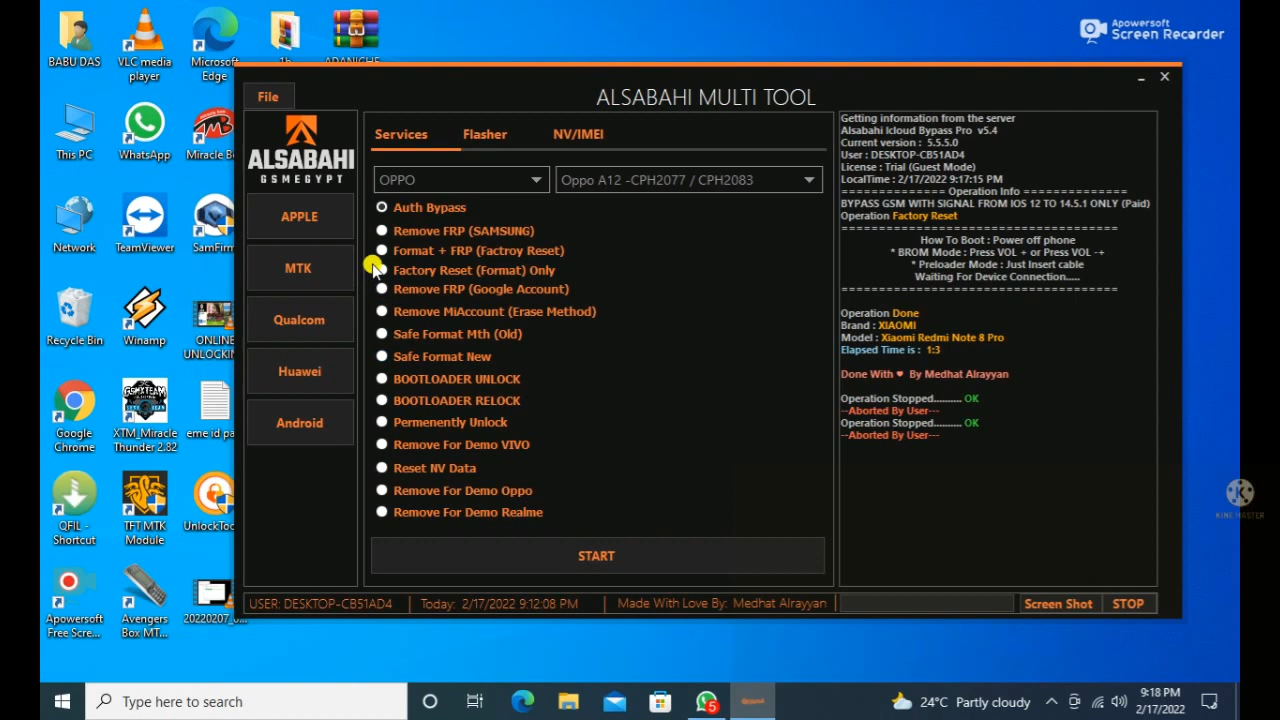 Apowersoft
Screen Recorder
BABU DAS
VLC media
player
Microsoft
Edge
This PC
WhatsApp
Network
TeamViewer
SamFirm
Recycle Bin
Winamp
ONLINE
Google
Chrome
XTM_Miracle
Thunder 2.82
eme id pa
QFIL -
Shortcut
TFT MTK
Module
UnlockToo
Apowersoft
Free Scre...
Avengers
Box MT...
File
ALSABAHI MULTI TOOL
ALSABAHI
GSMEGYPT
APPLE
MTK
Qualcom
Huawei
Android
Services
Flasher
NV/IMEI
OPPO
Oppo A12 -CPH2077 / CPH2083
Auth Bypass
Remove FRP (SAMSUNG)
Format + FRP (Factroy Reset)
Factory Reset (Format) Only
Remove FRP (Google Account)
Remove MiAccount (Erase Method)
Safe Format Mth (Old)
Safe Format New
BOOTLOADER UNLOCK
BOOTLOADER RELOCK
Permenently Unlock
Remove For Demo VIVO
Reset NV Data
Remove For Demo Oppo
Remove For Demo Realme
START
Getting information from the server
Alsabahi Icloud Bypass Pro v5.4
Current version : 5.5.5.0
User : DESKTOP-CB51AD4
License : Trial (Guest Mode)
LocalTime : 2/17/2022 9:17:15 PM
============== Operation Info ==============
BYPASS GSM WITH SIGNAL FROM IOS 12 TO 14.5.1 ONLY (Paid)
Operation Factory Reset
How To Boot : Power off phone
* BROM Mode : Press VOL + or Press VOL -+
* Preloader Mode : Just Insert cable
Waiting For Device Connection.....
Operation Done
Brand : XIAOMI
Model : Xiaomi Redmi Note 8 Pro
Elapsed Time is : 1:3
Done With ♥ By Medhat Alrayyan
Operation Stopped.......... OK
--Aborted By User---
Operation Stopped.......... OK
--Aborted By User---
USER: DESKTOP-CB51AD4
Today: 2/17/2022 9:12:08 PM
Made With Love By: Medhat Alrayyan
Screen Shot
STOP
KINEMASTER
Type here to search
5
24°C Partly cloudy
9:18 PM
2/17/2022